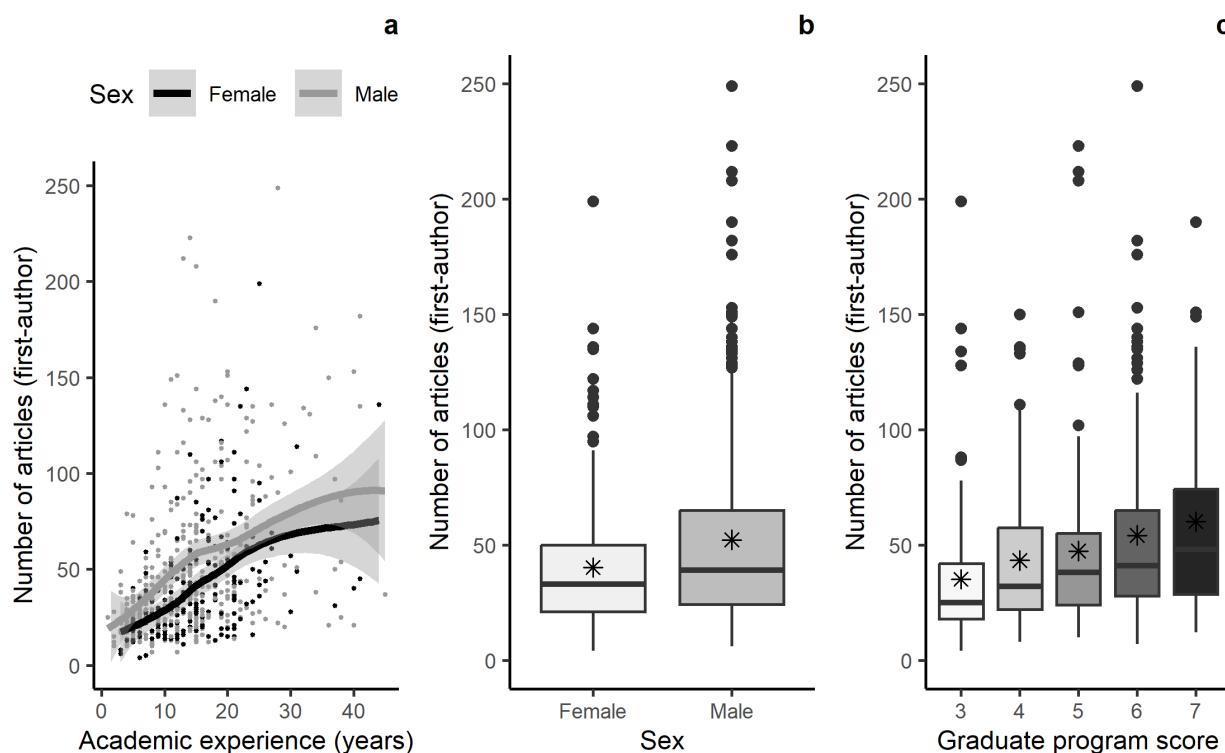 a
Sex Female Male
250
200
150
100
50
0
Number of articles (first-author)
0 10 20 30 40
Academic experience (years)
b
250
200
150
100
50
0
Number of articles (first-author)
Female Male
Sex
c
250
200
150
100
50
0
Number of articles (first-author)
3 4 5 6 7
Graduate program score